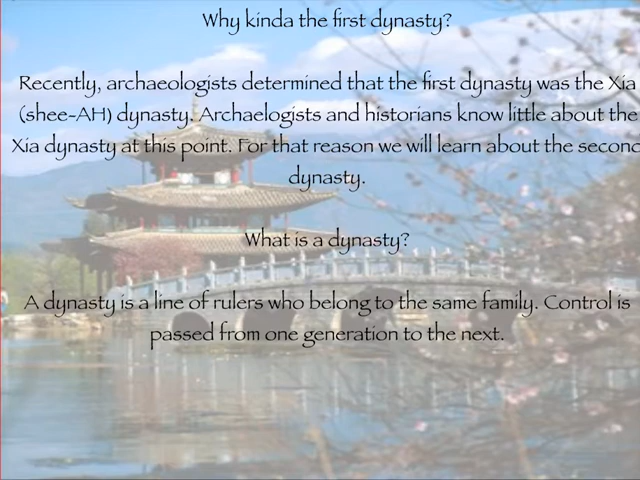 Why kinda the first dynasty?
Recently, archaeologists determined that the first dynasty was the Xia
(shee-AH) dynasty. Archaelogists and historians know little about the
Xia dynasty at this point. For that reason we will learn about the second
dynasty.
What is a dynasty?
A dynasty is a line of rulers who belong to the same family. Control is
passed from one generation to the next.